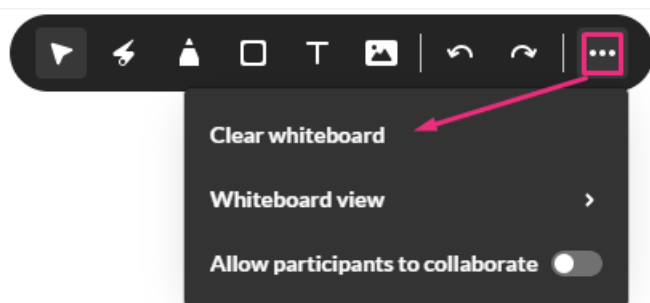 T
Clear whiteboard
Whiteboard view
Allow participants to collaborate